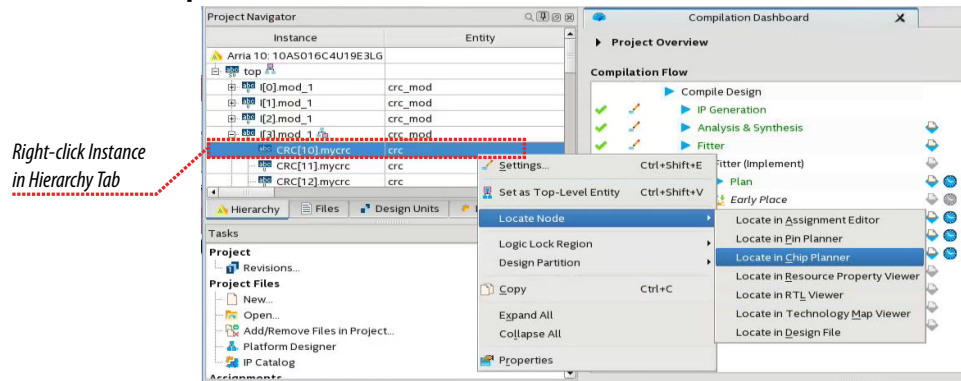 Project Navigator
Instance Entity
Arria 10: 10AS016C4U19E3LG
top
I[0].mod_1 crc_mod
I[1].mod_1 crc_mod
I[2].mod_1 crc_mod
I[3].mod_1 crc_mod
CRC[10].mycrc crc
CRC[11].mycrc crc
CRC[12].mycrc crc
Hierarchy Files Design Units
Tasks
Project
Revisions...
Project Files
New...
Open...
Add/Remove Files in Project...
Platform Designer
IP Catalog
Right-click Instance
in Hierarchy Tab
Settings... Ctrl+Shift+E
Set as Top-Level Entity Ctrl+Shift+V
Locate Node
Logic Lock Region
Design Partition
Copy Ctrl+C
Expand All
Collapse All
Properties
Locate in Assignment Editor
Locate in Pin Planner
Locate in Chip Planner
Locate in Resource Property Viewer
Locate in RTL Viewer
Locate in Technology Map Viewer
Locate in Design File
Compilation Dashboard
Project Overview
Compilation Flow
Compile Design
IP Generation
Analysis & Synthesis
Fitter
Fitter (Implement)
Plan
Early Place